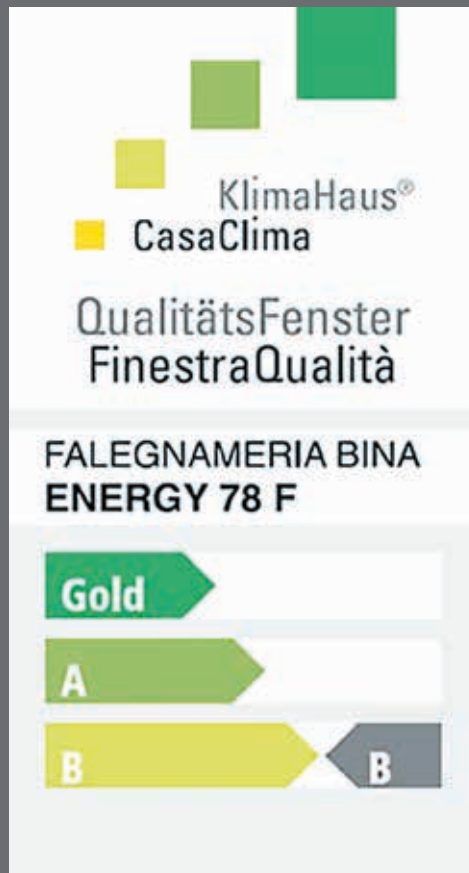 KlimaHaus®
CasaClima
QualitätsFenster
FinestraQualità
FALEGNAMERIA BINA
ENERGY 78 F
Gold
A
B B